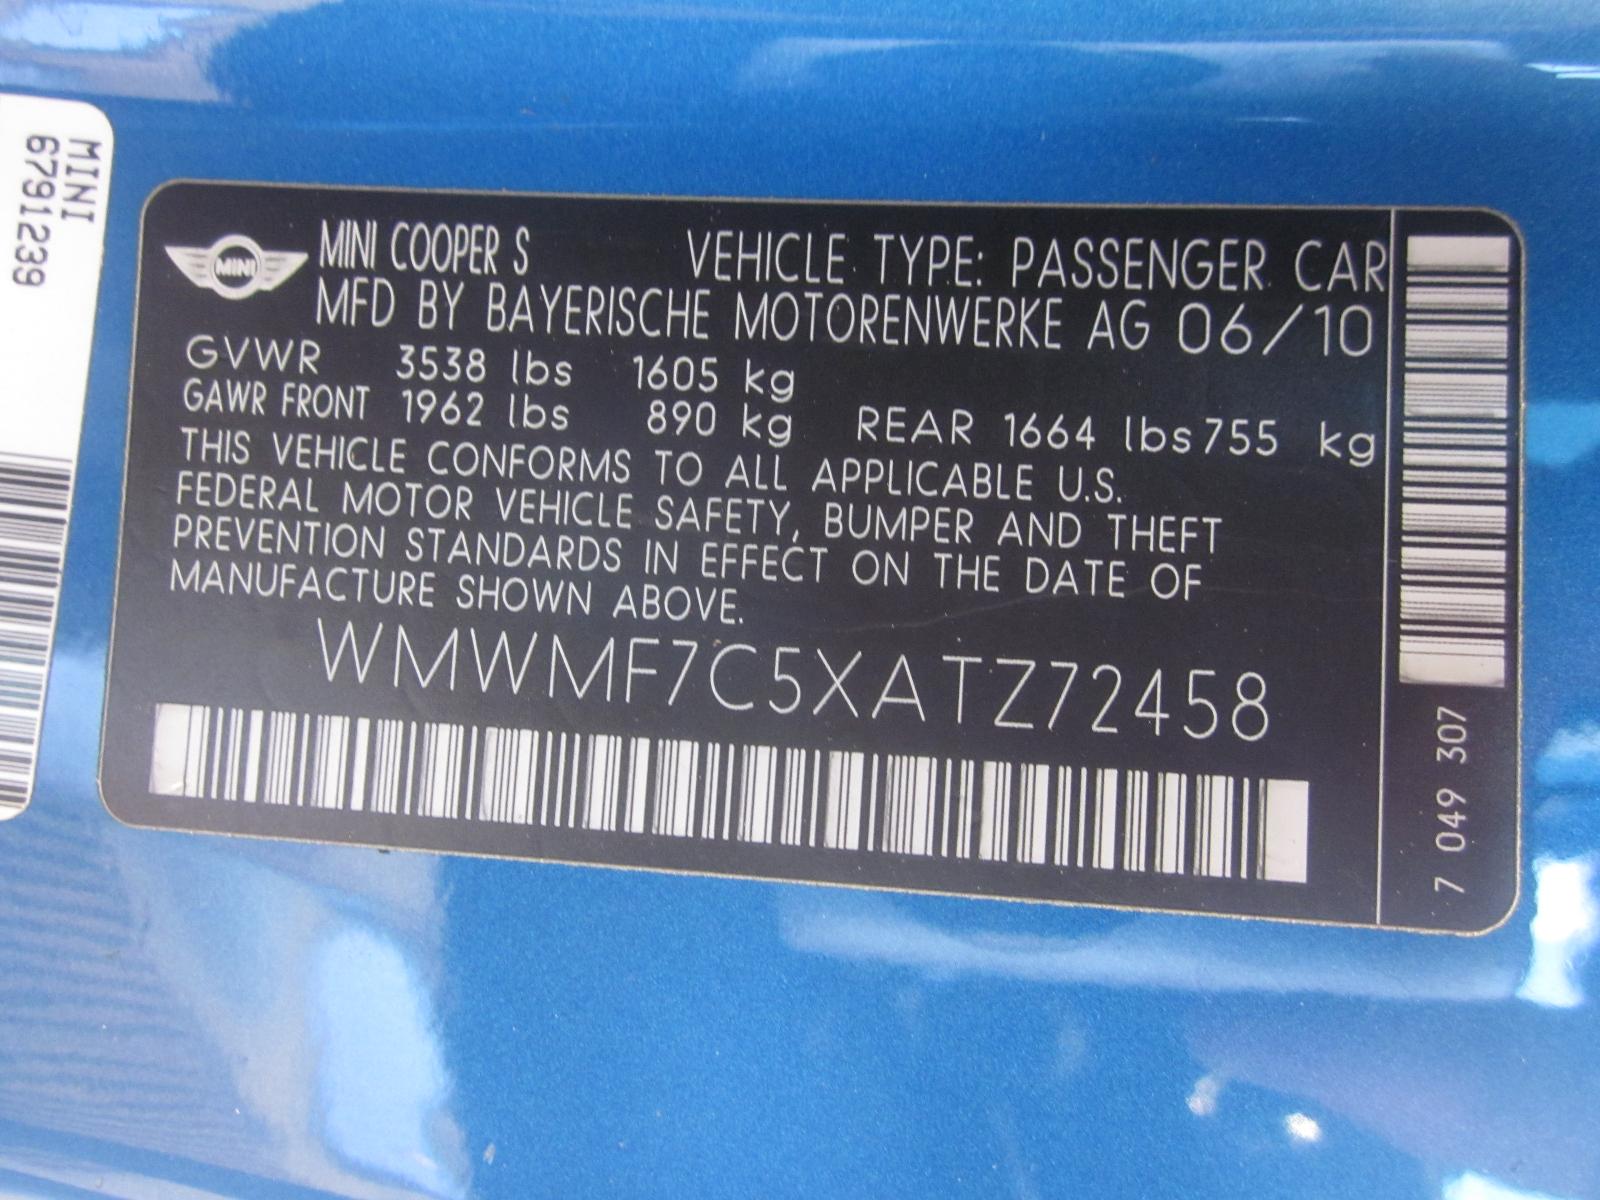 MINI
6791239
MINI
MINI COOPER S VEHICLE TYPE: PASSENGER CAR
MFD BY BAYERISCHE MOTORENWERKE AG 06/10
GVWR 3538 lbs 1605 kg
GAWR FRONT 1962 lbs 890 kg REAR 1664 lbs 755 kg
THIS VEHICLE CONFORMS TO ALL APPLICABLE U.S.
FEDERAL MOTOR VEHICLE SAFETY, BUMPER AND THEFT
PREVENTION STANDARDS IN EFFECT ON THE DATE OF
MANUFACTURE SHOWN ABOVE.
WMWMF7C5XATZ72458
7 049 307